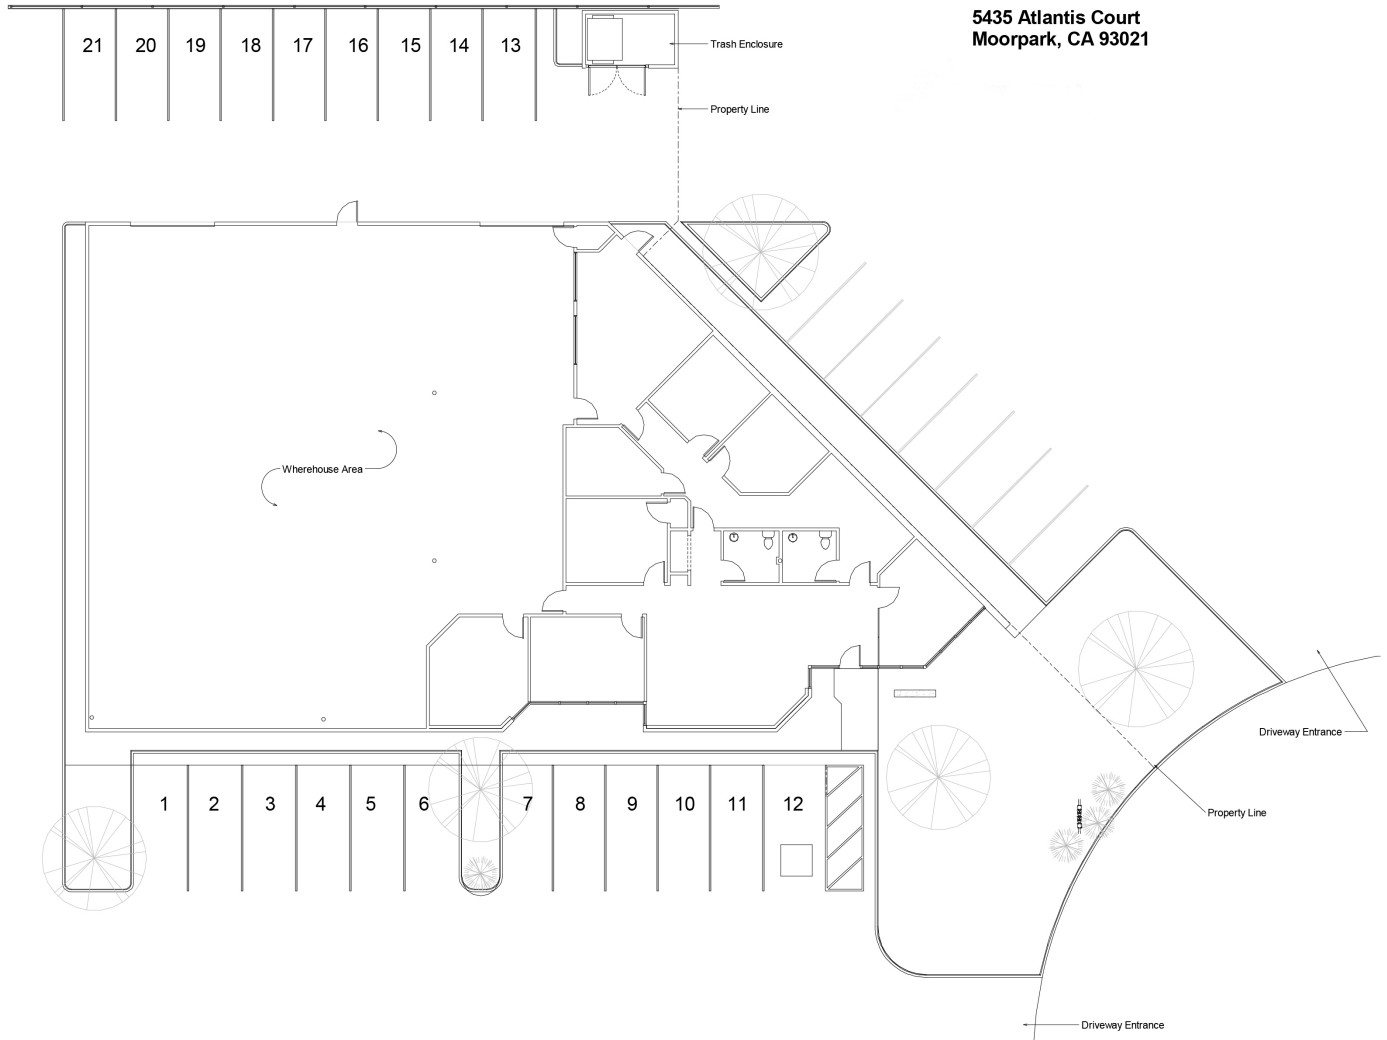 5435 Atlantis Court
Moorpark, CA 93021
21 20 19 18 17 16 15 14 13
Trash Enclosure
Property Line
Wherehouse Area
Driveway Entrance
1 2 3 4 5 6 7 8 9 10 11 12
Property Line
Driveway Entrance